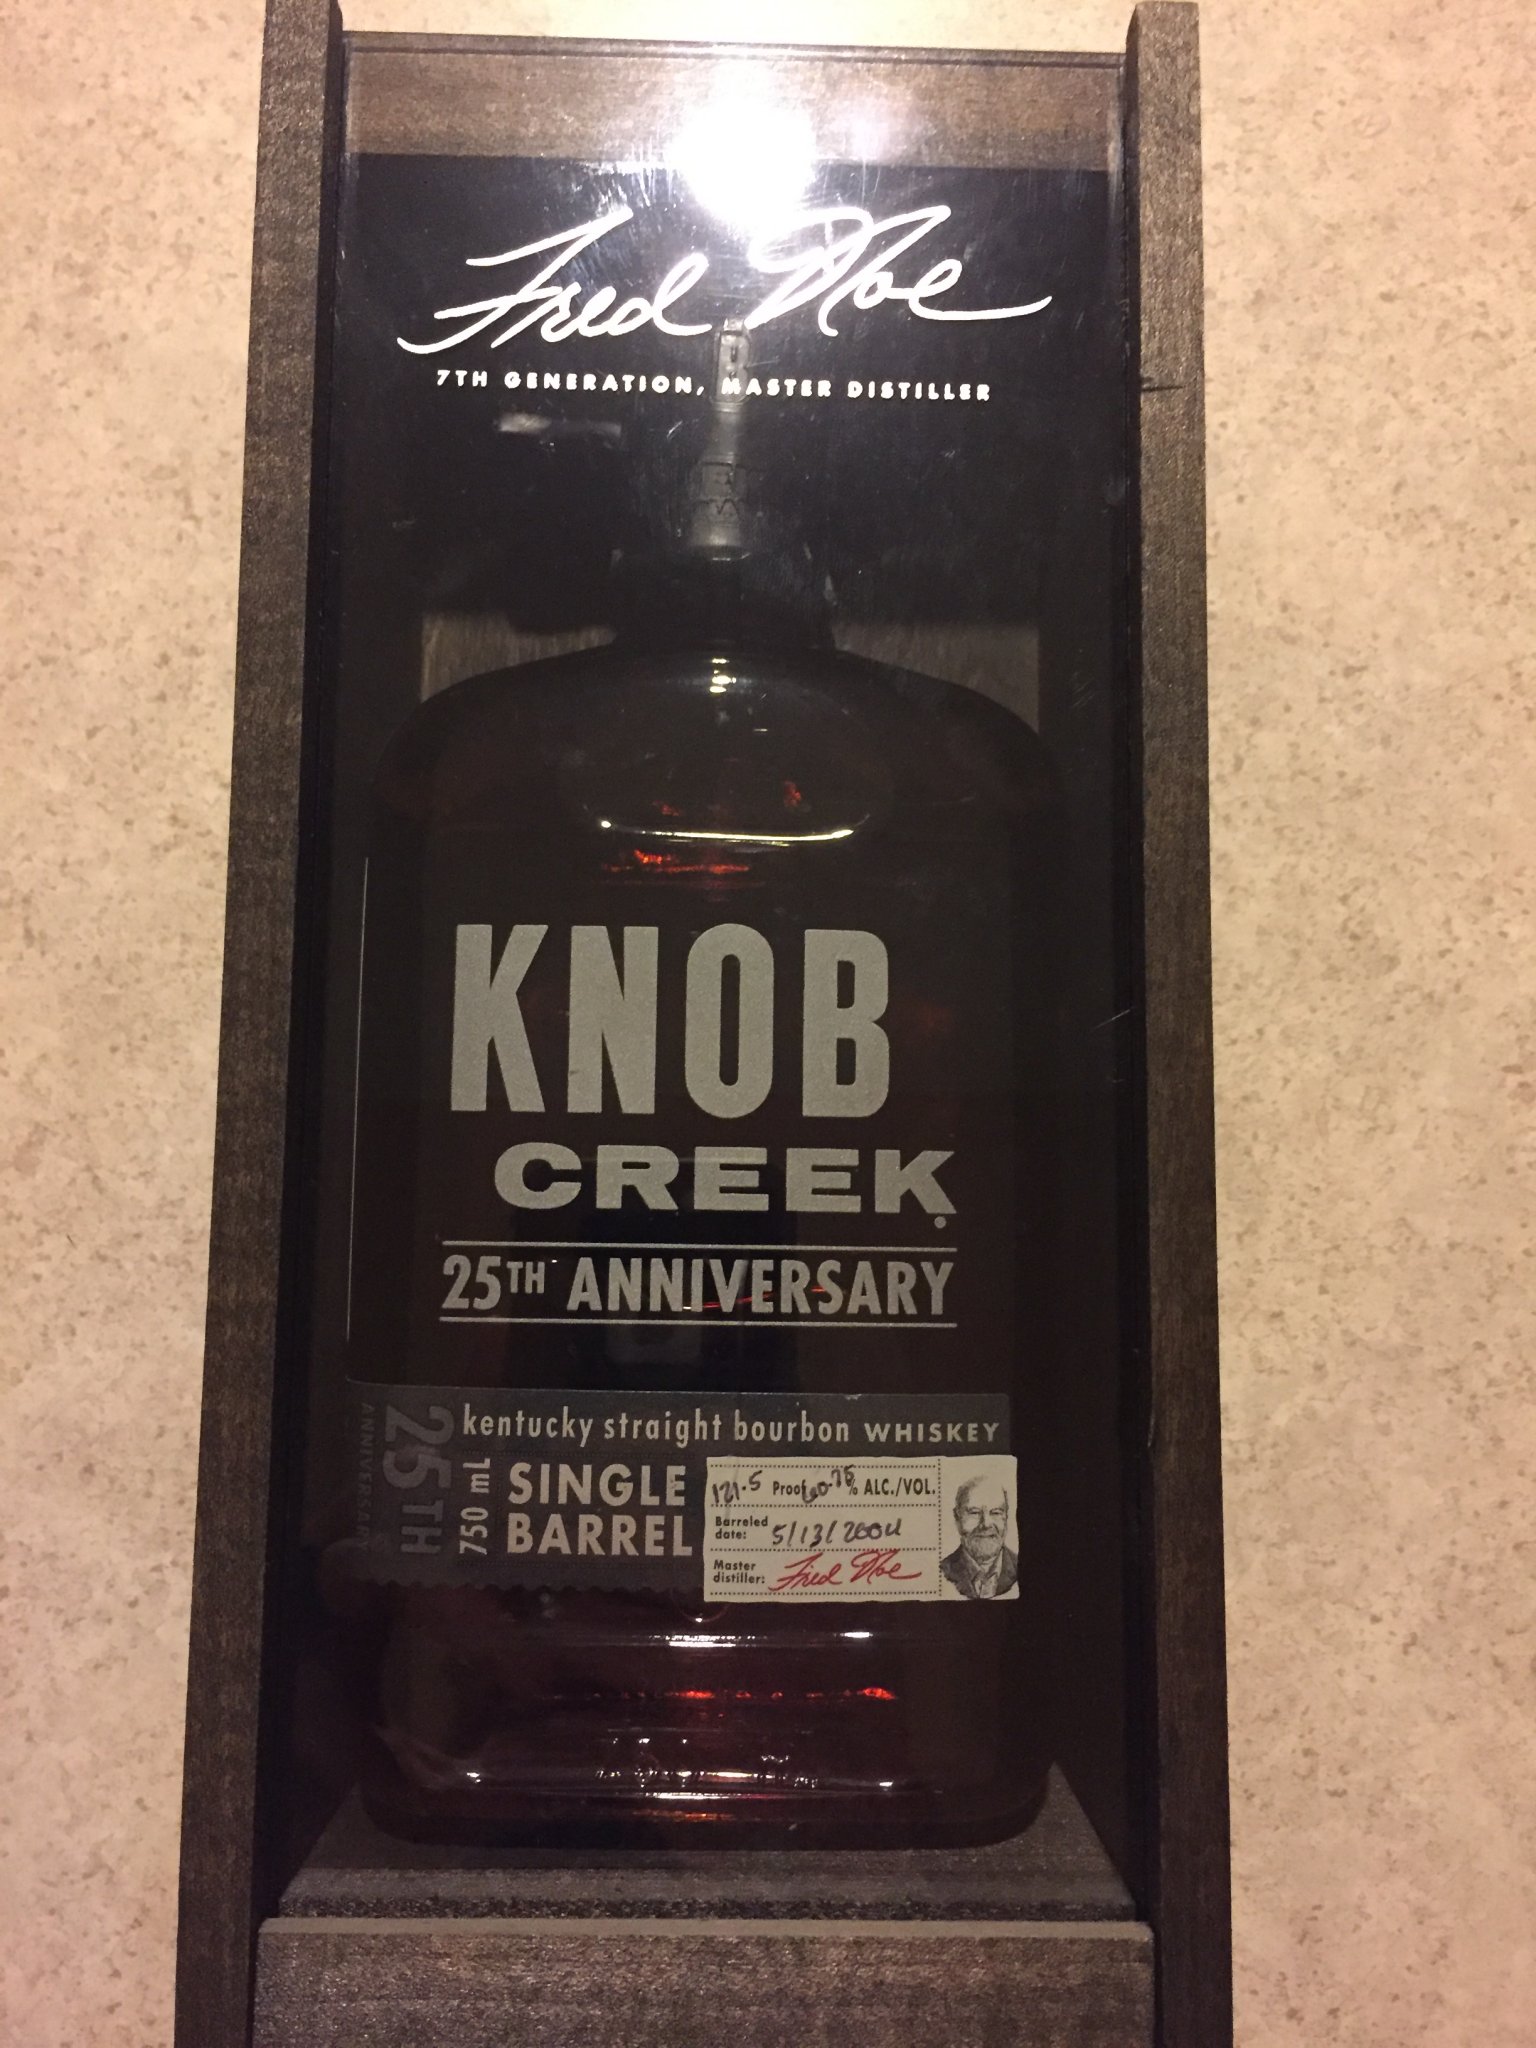 Fred Noe
7TH GENERATION, MASTER DISTILLER
KNOB
CREEK
25TH ANNIVERSARY
25TH
ANNIVERSARY
kentucky straight bourbon WHISKEY
750 mL
SINGLE
BARREL
121.5 Proof 60.75 % ALC./VOL.
Barreled
date: 5/13/2004
Master
distiller: Fred Noe